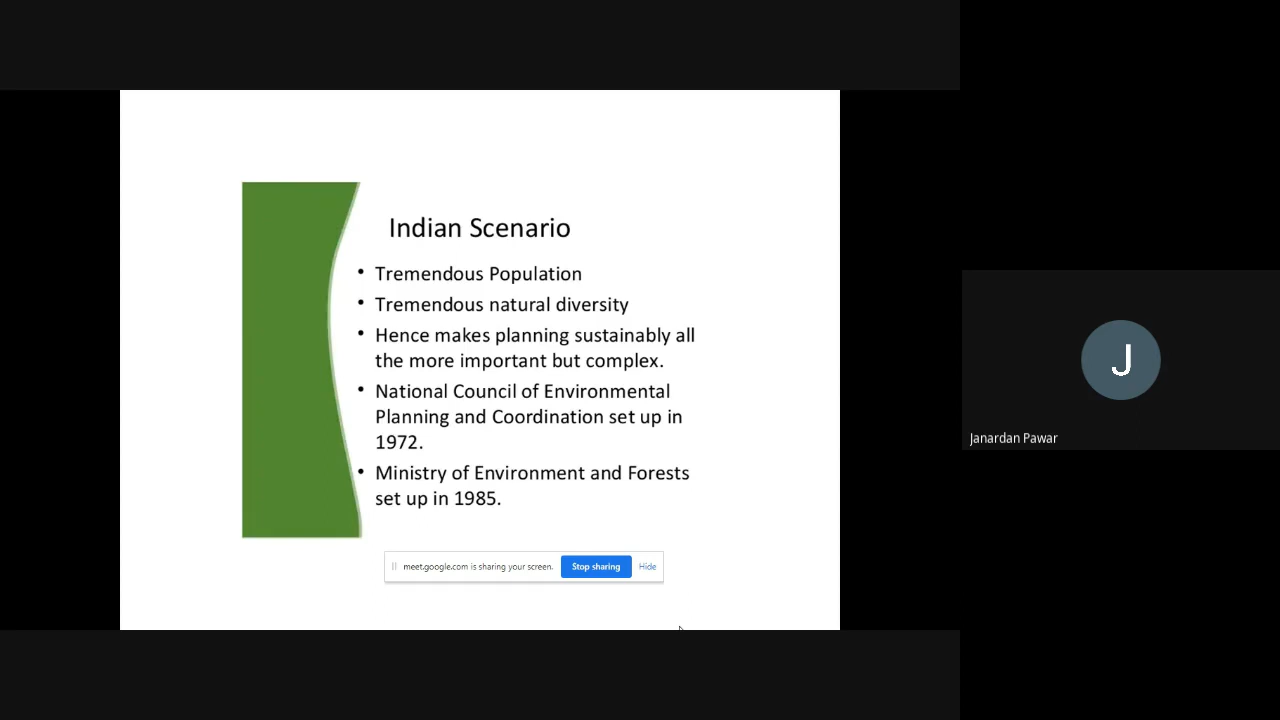 Indian Scenario
• Tremendous Population
• Tremendous natural diversity
• Hence makes planning sustainably all
the more important but complex.
• National Council of Environmental
Planning and Coordination set up in
1972.
• Ministry of Environment and Forests
set up in 1985.
meet.google.com is sharing your screen. Stop sharing Hide
J
Janardan Pawar